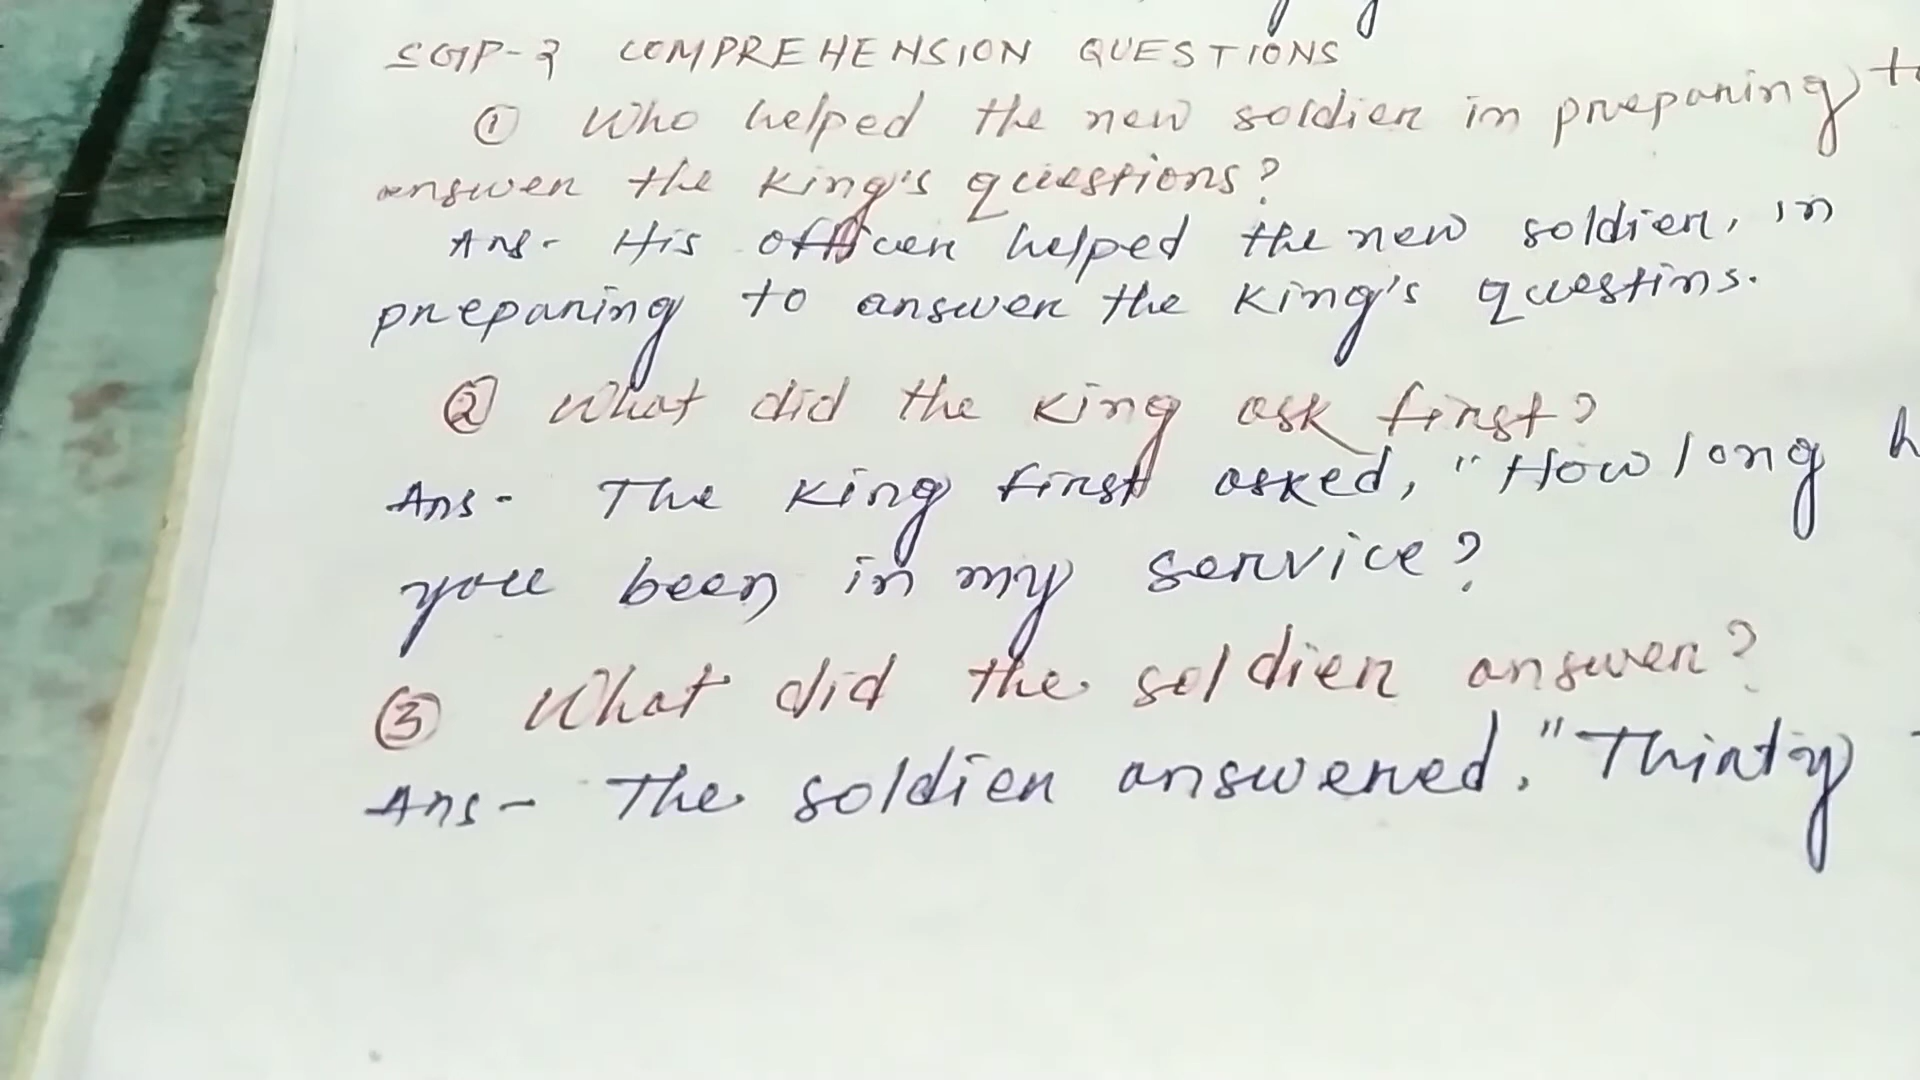 SGP-2 COMPREHENSION QUESTIONS
① Who helped the new soldier in preparing to
answer the King's questions?
Ans- His officer helped the new soldier, in
preparing to answer the King's questins.
② What did the King ask first?
Ans- The King first asked, "How long h
you been in my service?
③ What did the soldier answer?
Ans- The soldier answered, "Thirty